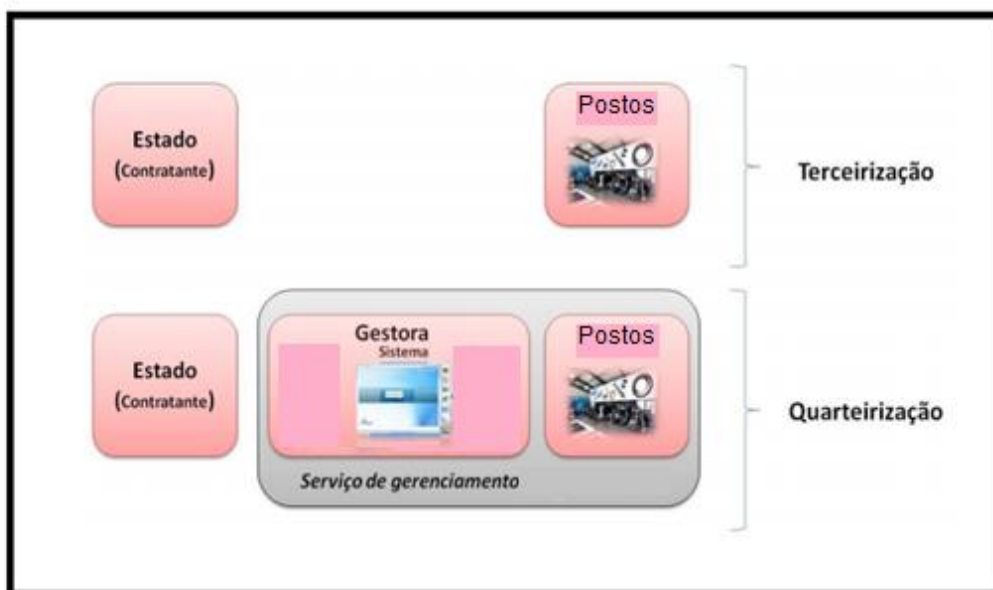 Estado
(Contratante)
Postos
Terceirização
Estado
(Contratante)
Gestora
Sistema
Postos
Serviço de gerenciamento
Quarteirização